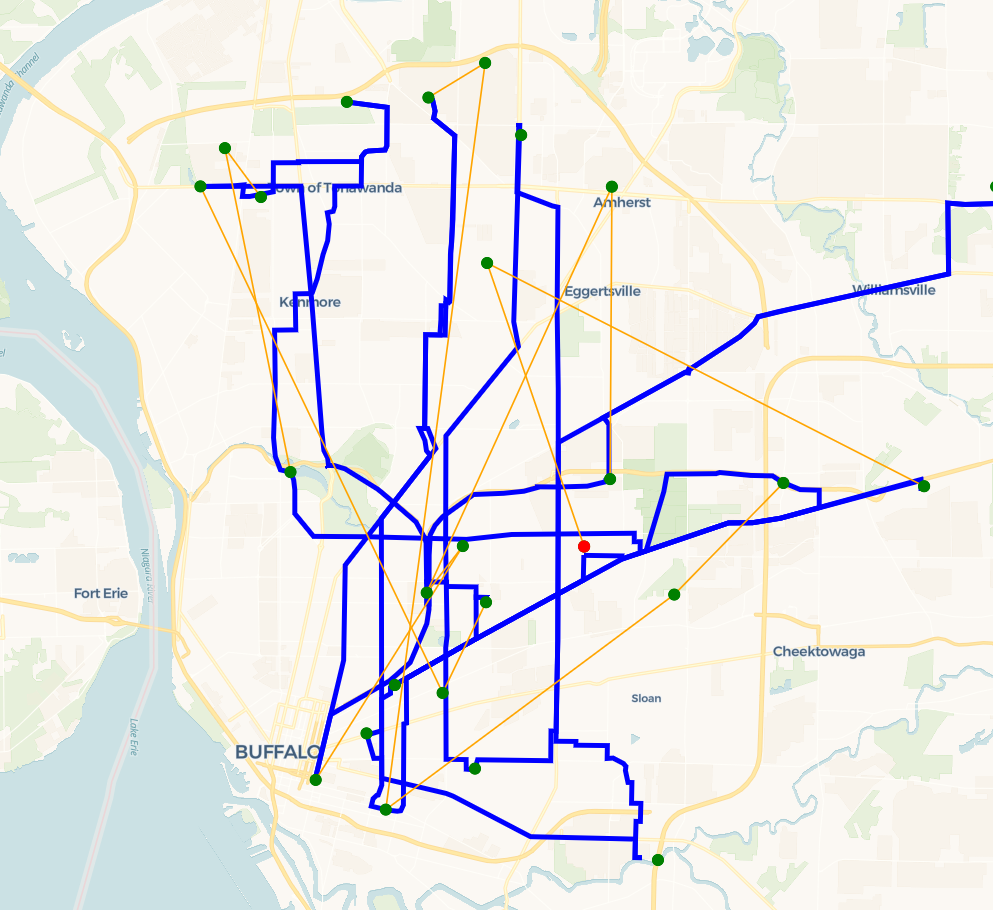 Town of Tonawanda
Amherst
Eggertsville
Williamsville
Kenmore
Fort Erie
Niagara River
Cheektowaga
Sloan
BUFFALO
Lake Erie